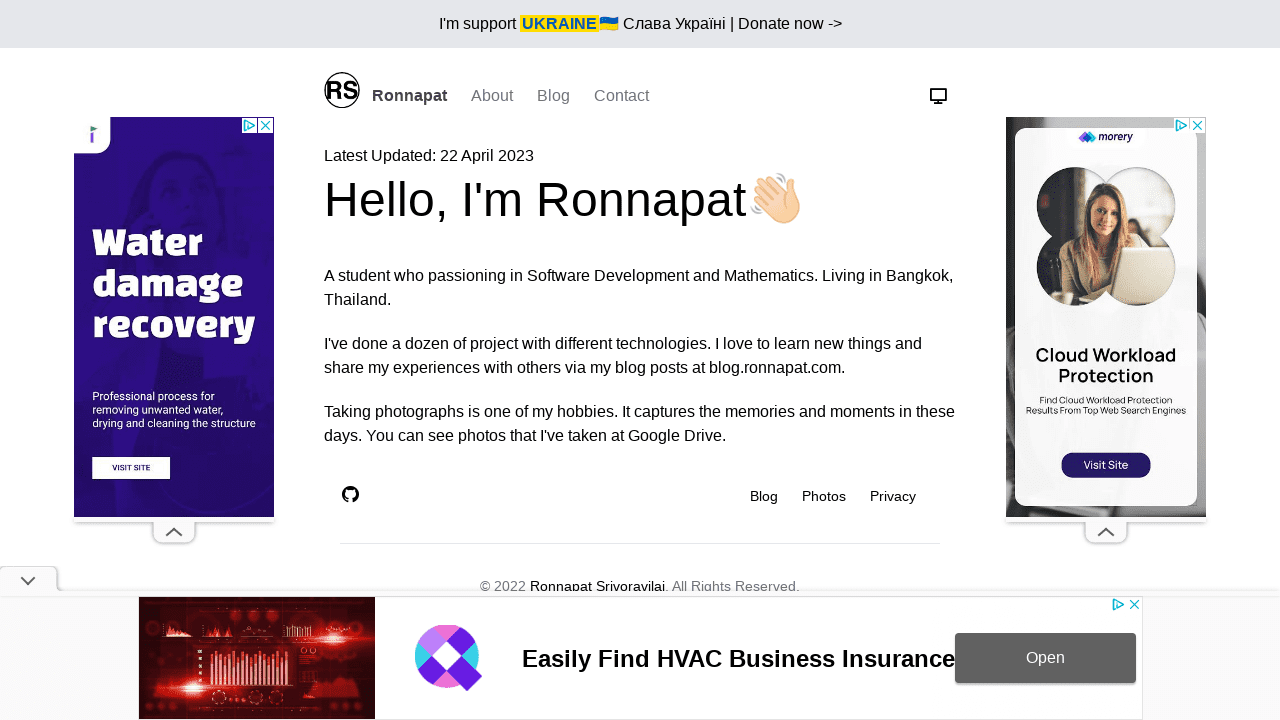 I'm support UKRAINE🇺🇦 Слава Україні | Donate now ->
RS Ronnapat About Blog Contact
Latest Updated: 22 April 2023
Hello, I'm Ronnapat👋🏻
A student who passioning in Software Development and Mathematics. Living in Bangkok,
Thailand.
I've done a dozen of project with different technologies. I love to learn new things and
share my experiences with others via my blog posts at blog.ronnapat.com.
Taking photographs is one of my hobbies. It captures the memories and moments in these
days. You can see photos that I've taken at Google Drive.
Blog Photos Privacy
© 2022 Ronnapat Srivoravilai. All Rights Reserved.
Water
damage
recovery
Professional process for
removing unwanted water,
drying and cleaning the structure
VISIT SITE
morery
Cloud Workload
Protection
Find Cloud Workload Protection
Results From Top Web Search Engines
Visit Site
Easily Find HVAC Business Insurance
Open